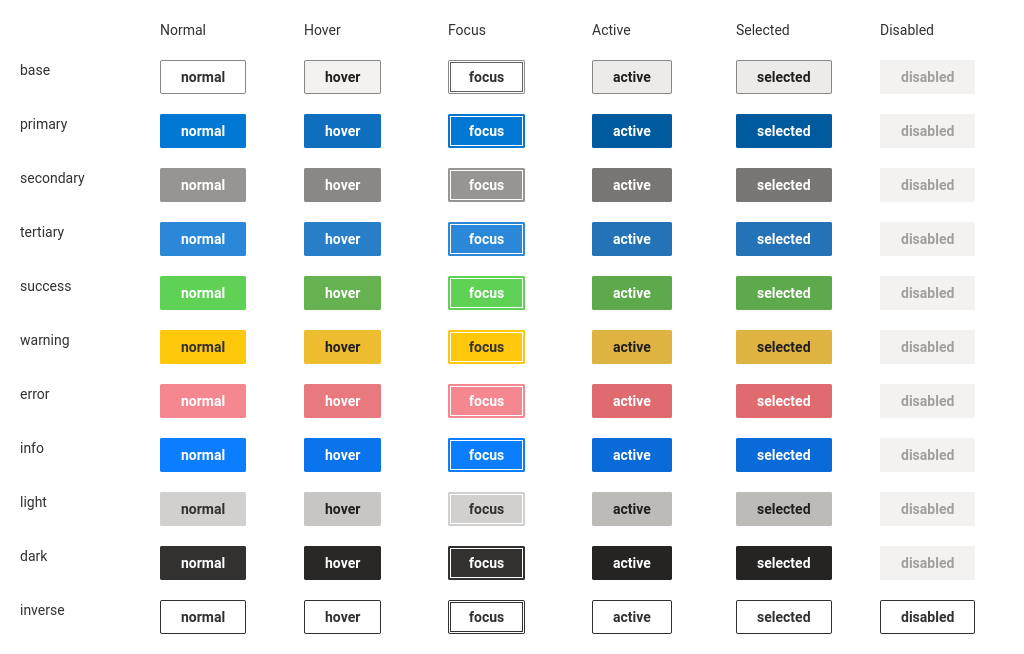 Normal Hover Focus Active Selected Disabled
base normal hover focus active selected disabled
primary normal hover focus active selected disabled
secondary normal hover focus active selected disabled
tertiary normal hover focus active selected disabled
success normal hover focus active selected disabled
warning normal hover focus active selected disabled
error normal hover focus active selected disabled
info normal hover focus active selected disabled
light normal hover focus active selected disabled
dark normal hover focus active selected disabled
inverse normal hover focus active selected disabled